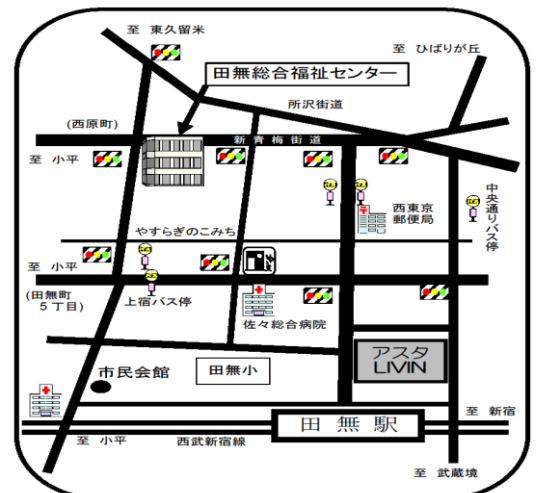 至 東久留米
至 ひばりが丘
田無総合福祉センター
所沢街道
(西原町)
新青梅街道
至 小平
西東京
郵便局
中央通りバス停
やすらぎのこみち
至 小平
(田無町
5丁目)
上宿バス停
佐々総合病院
アスタ
LIVIN
市民会館
田無小
田無駅
至 新宿
至 小平
西武新宿線
至 武蔵境